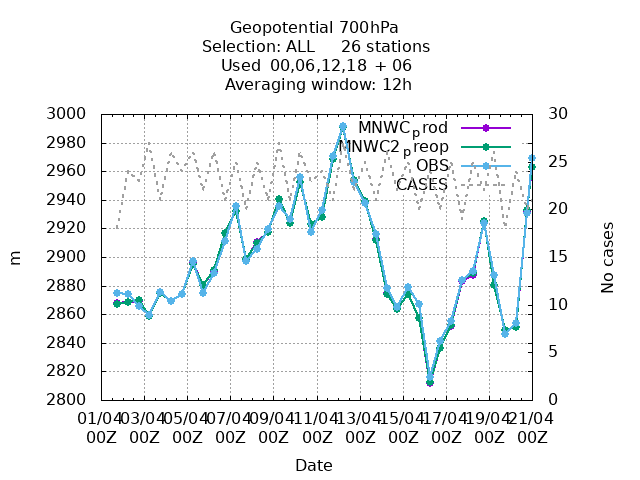 Geopotential 700hPa
Selection: ALL 26 stations
Used 00,06,12,18 + 06
Averaging window: 12h
3000
2980
2960
2940
2920
2900
2880
2860
2840
2820
2800
m
30
25
20
15
10
5
0
No cases
MNWCprod
MNWC2preop
OBS
CASES
01/04 03/04 05/04 07/04 09/04 11/04 13/04 15/04 17/04 19/04 21/04
00Z 00Z 00Z 00Z 00Z 00Z 00Z 00Z 00Z 00Z 00Z
Date